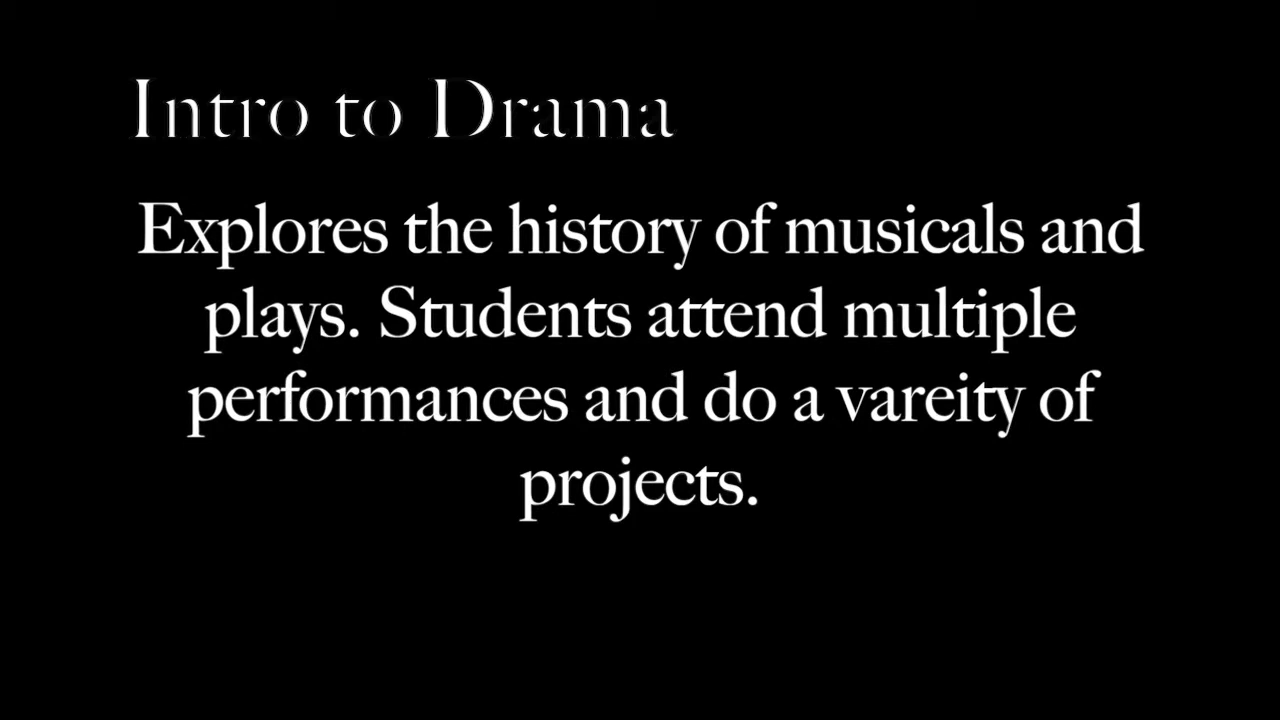 Intro to Drama
Explores the history of musicals and
plays. Students attend multiple
performances and do a vareity of
projects.